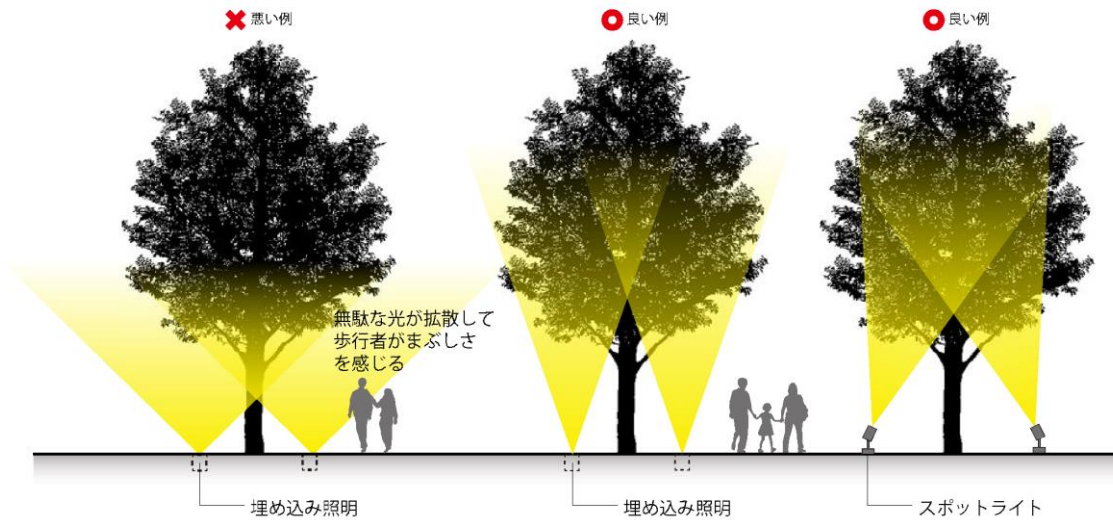 悪い例
良い例
良い例
無駄な光が拡散して
歩行者がまぶしさ
を感じる
埋め込み照明
埋め込み照明
スポットライト